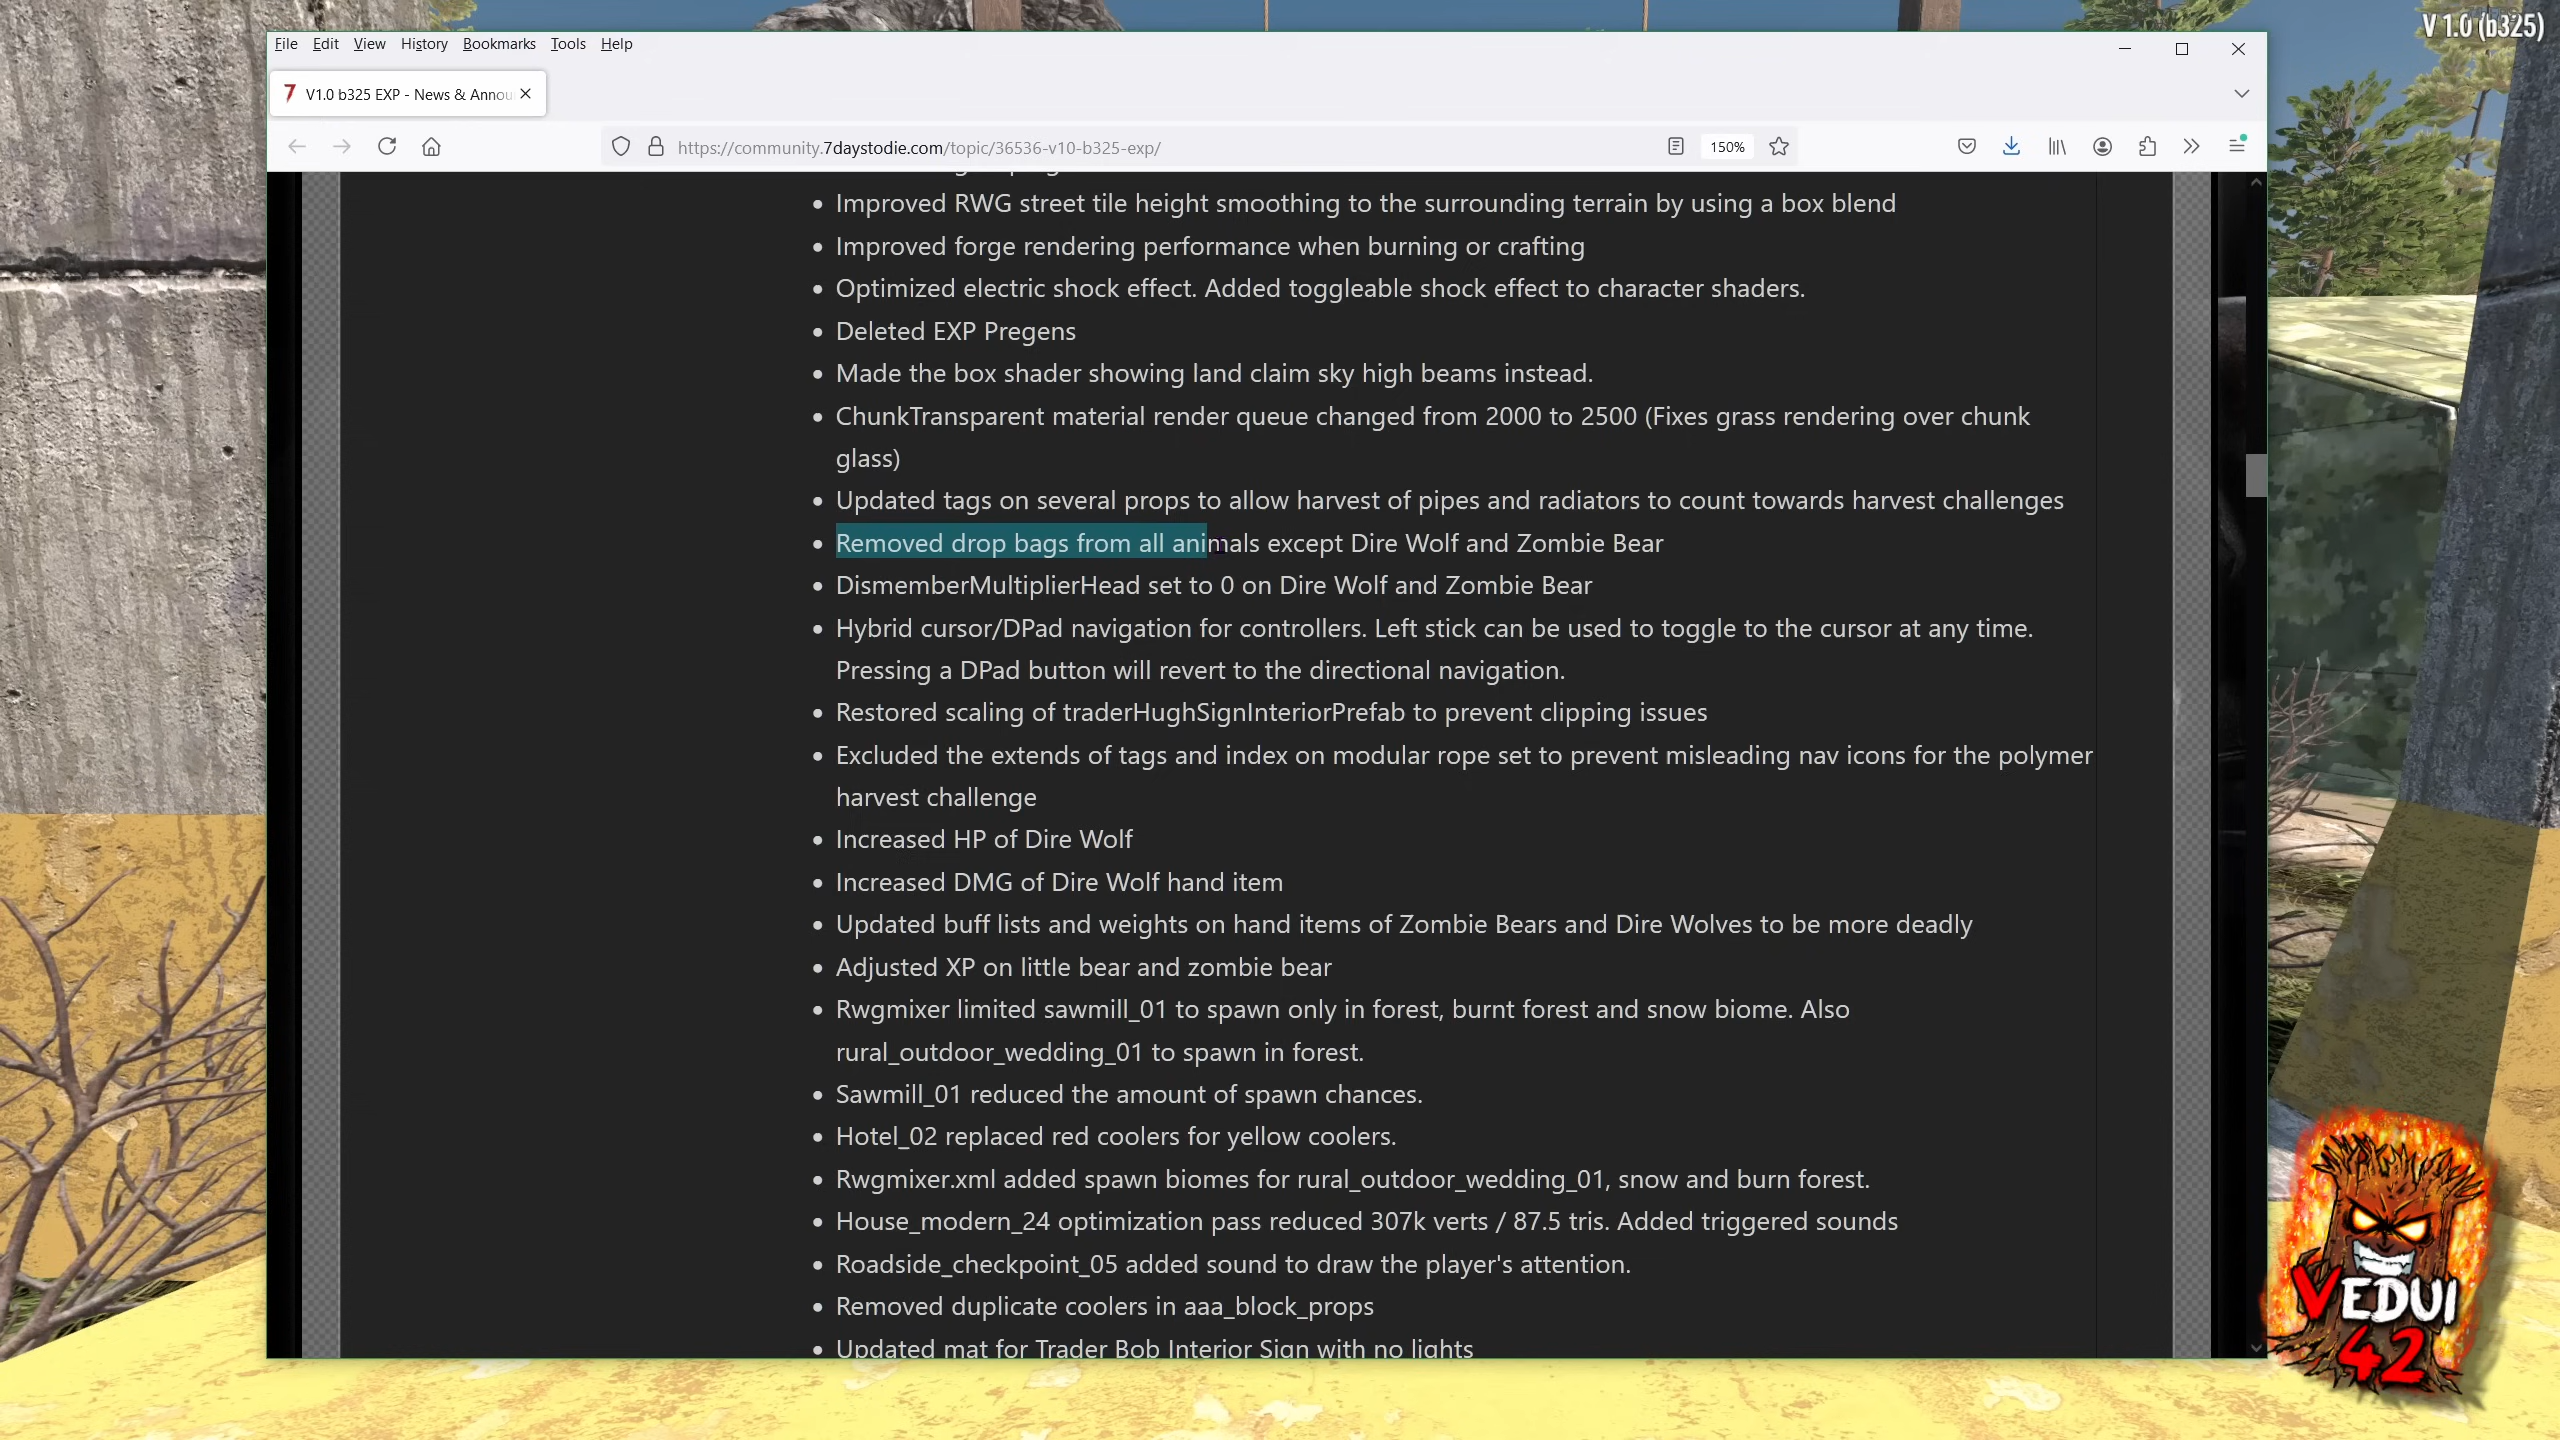 V 1.0 (b325)
File Edit View History Bookmarks Tools Help
7 V1.0 b325 EXP - News & Annou
https://community.7daystodie.com/topic/36536-v10-b325-exp/ 150%
• Improved RWG street tile height smoothing to the surrounding terrain by using a box blend
• Improved forge rendering performance when burning or crafting
• Optimized electric shock effect. Added toggleable shock effect to character shaders.
• Deleted EXP Pregens
• Made the box shader showing land claim sky high beams instead.
• ChunkTransparent material render queue changed from 2000 to 2500 (Fixes grass rendering over chunk
glass)
• Updated tags on several props to allow harvest of pipes and radiators to count towards harvest challenges
• Removed drop bags from all animals except Dire Wolf and Zombie Bear
• DismemberMultiplierHead set to 0 on Dire Wolf and Zombie Bear
• Hybrid cursor/DPad navigation for controllers. Left stick can be used to toggle to the cursor at any time.
Pressing a DPad button will revert to the directional navigation.
• Restored scaling of traderHughSignInteriorPrefab to prevent clipping issues
• Excluded the extends of tags and index on modular rope set to prevent misleading nav icons for the polymer
harvest challenge
• Increased HP of Dire Wolf
• Increased DMG of Dire Wolf hand item
• Updated buff lists and weights on hand items of Zombie Bears and Dire Wolves to be more deadly
• Adjusted XP on little bear and zombie bear
• Rwgmixer limited sawmill_01 to spawn only in forest, burnt forest and snow biome. Also
rural_outdoor_wedding_01 to spawn in forest.
• Sawmill_01 reduced the amount of spawn chances.
• Hotel_02 replaced red coolers for yellow coolers.
• Rwgmixer.xml added spawn biomes for rural_outdoor_wedding_01, snow and burn forest.
• House_modern_24 optimization pass reduced 307k verts / 87.5 tris. Added triggered sounds
• Roadside_checkpoint_05 added sound to draw the player's attention.
• Removed duplicate coolers in aaa_block_props
• Updated mat for Trader Bob Interior Sign with no lights
VEDUI
42